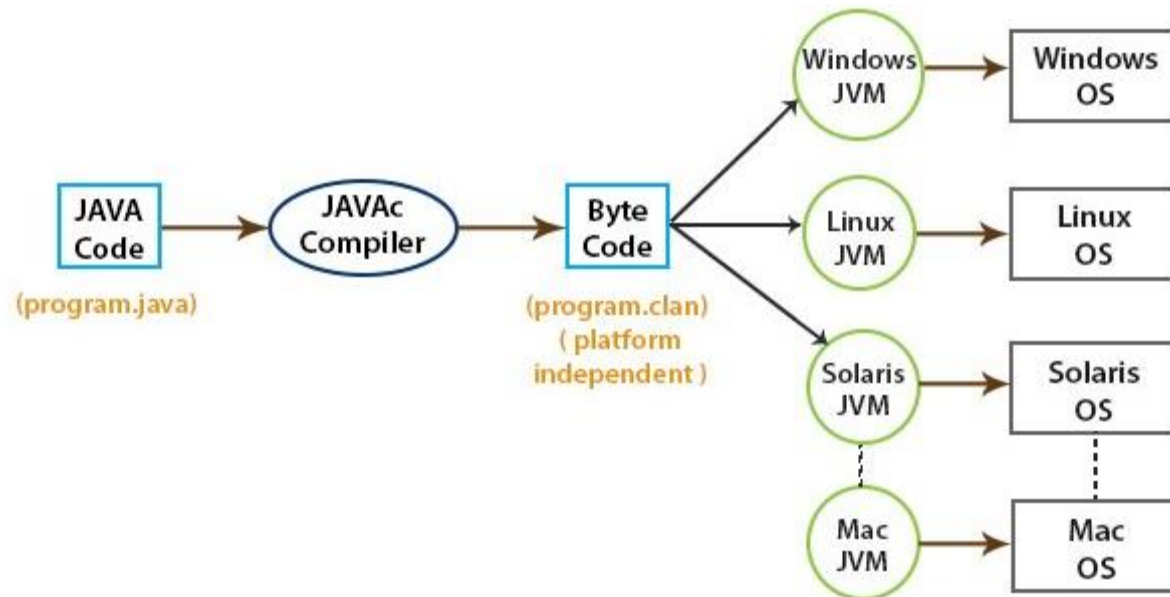 JAVA
Code
(program.java)
JAVAc
Compiler
Byte
Code
(program.clan)
( platform
independent )
Windows
JVM
Windows
OS
Linux
JVM
Linux
OS
Solaris
JVM
Solaris
OS
Mac
JVM
Mac
OS